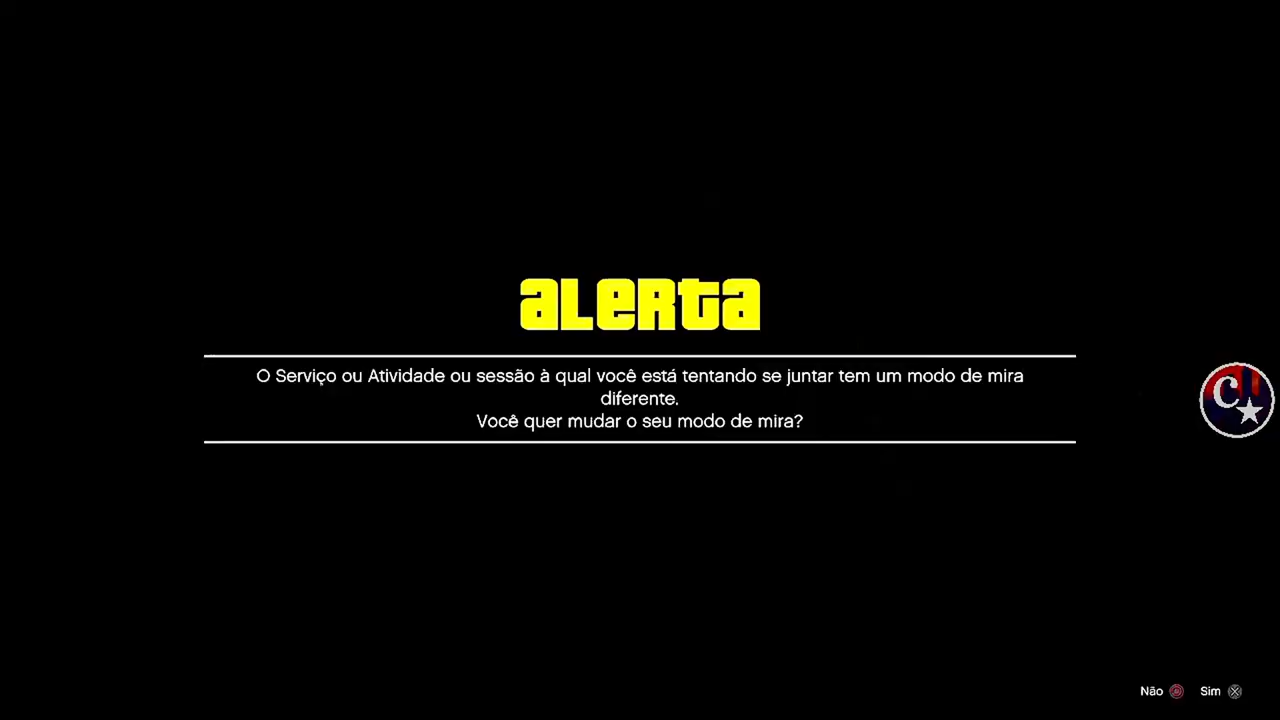 ALERTA
O Serviço ou Atividade ou sessão à qual você está tentando se juntar tem um modo de mira
diferente.
Você quer mudar o seu modo de mira?
C
Não Sim